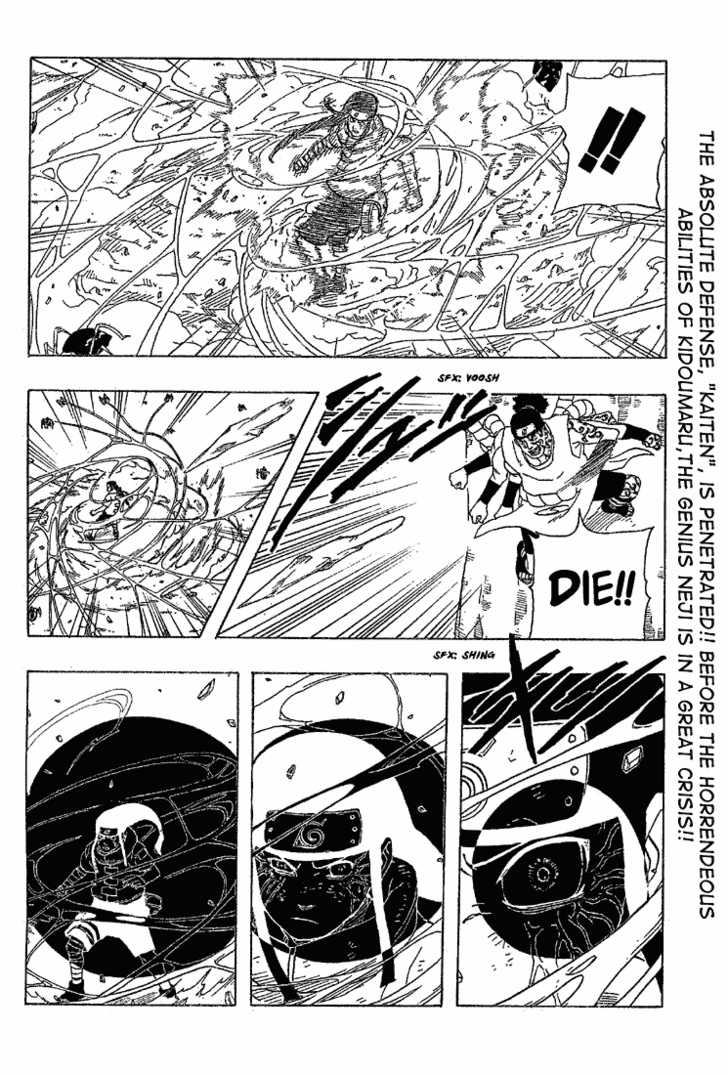 !!
THE ABSOLUTE DEFENSE, "KAITEN" IS PENETRATED!! BEFORE THE HORRENDEOUS
ABILITIES OF KIDOUMARU,THE GENIUS NEJI IS IN A GREAT CRISIS!!
SFX: VOOSH
DIE!!
SFX: SHING